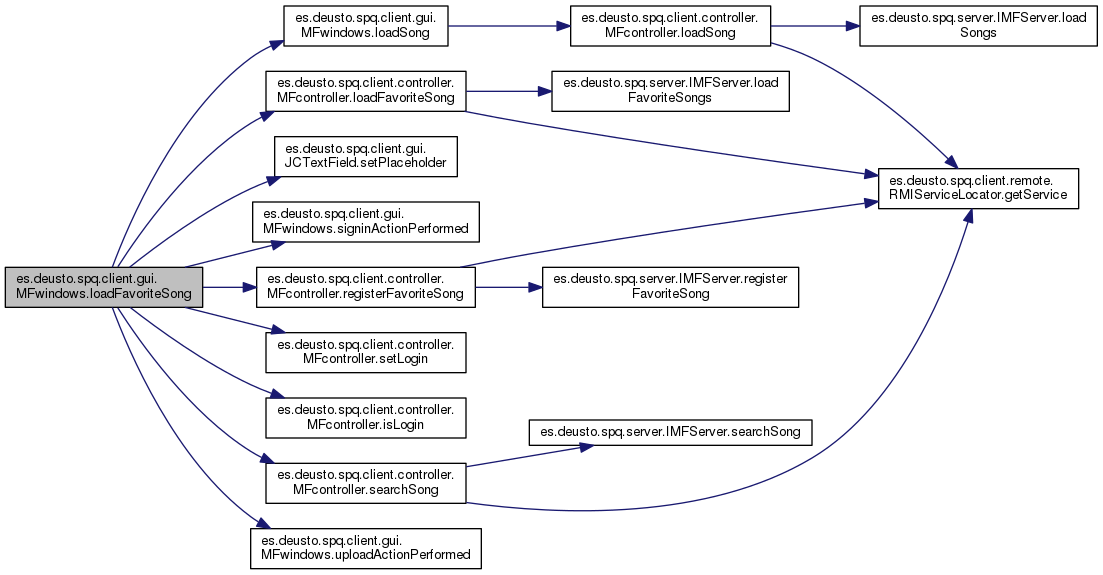 es.deusto.spq.client.gui.
MFwindows.loadSong
es.deusto.spq.client.controller.
MFcontroller.loadSong
es.deusto.spq.server.IMFServer.load
Songs
es.deusto.spq.client.controller.
MFcontroller.loadFavoriteSong
es.deusto.spq.server.IMFServer.load
FavoriteSongs
es.deusto.spq.client.gui.
JCTextField.setPlaceholder
es.deusto.spq.client.remote.
RMIServiceLocator.getService
es.deusto.spq.client.gui.
MFwindows.signinActionPerformed
es.deusto.spq.client.gui.
MFwindows.loadFavoriteSong
es.deusto.spq.client.controller.
MFcontroller.registerFavoriteSong
es.deusto.spq.server.IMFServer.register
FavoriteSong
es.deusto.spq.client.controller.
MFcontroller.setLogin
es.deusto.spq.client.controller.
MFcontroller.isLogin
es.deusto.spq.server.IMFServer.searchSong
es.deusto.spq.client.controller.
MFcontroller.searchSong
es.deusto.spq.client.gui.
MFwindows.uploadActionPerformed